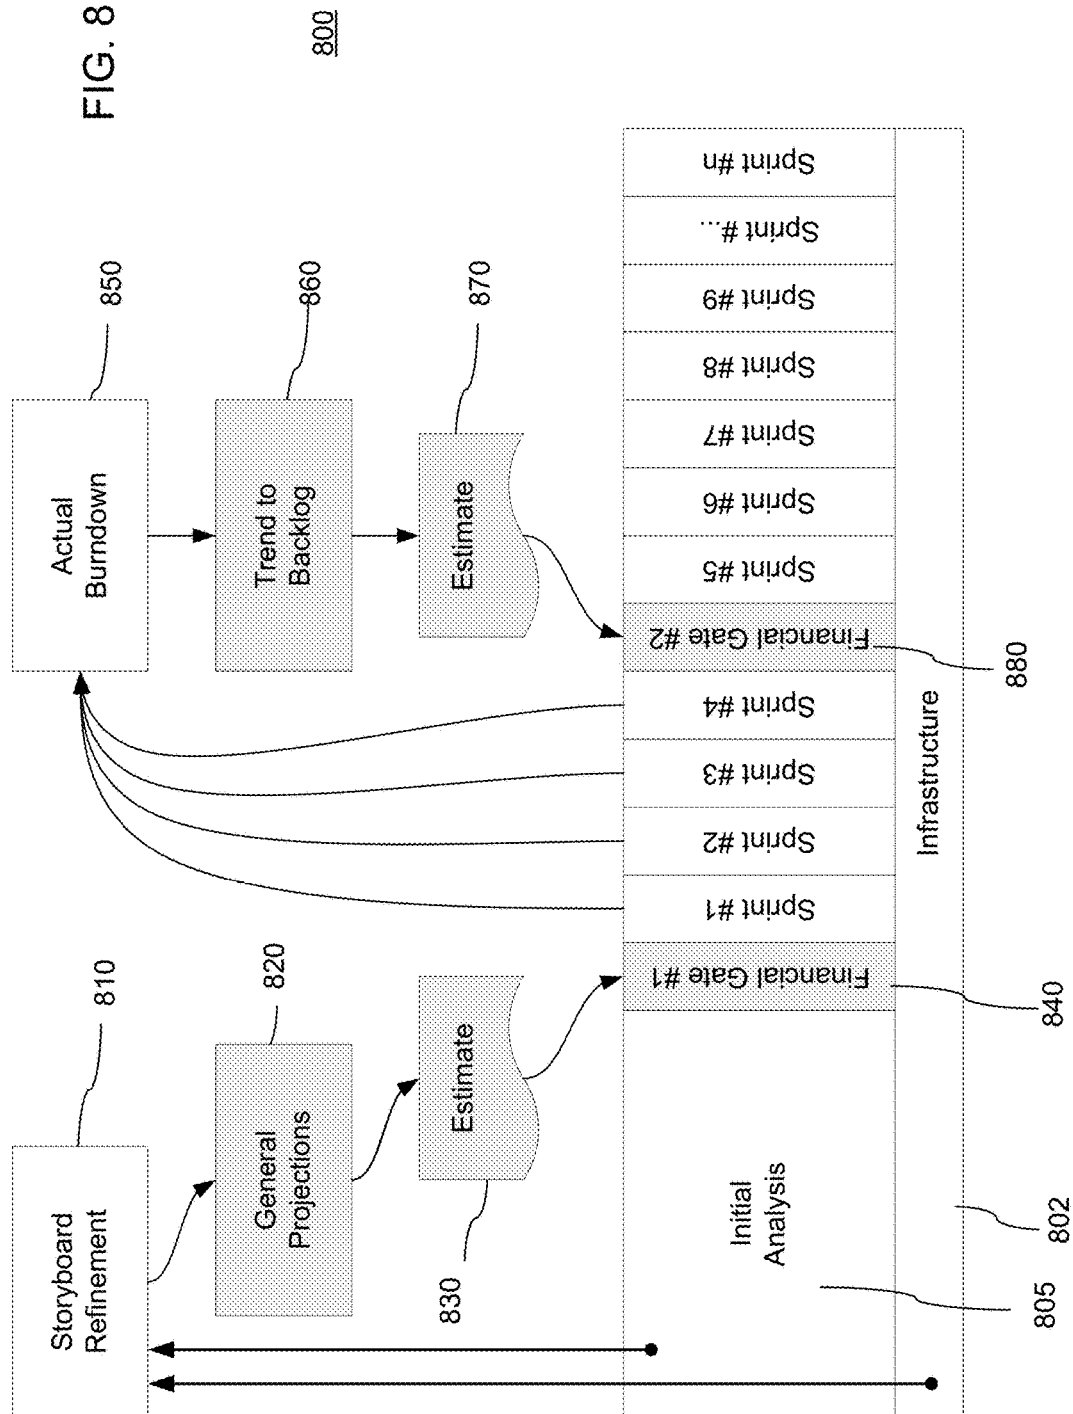 FIG. 8
800
Storyboard
Refinement
810
Actual
Burndown
850
General
Projections
820
Trend to
Backlog
860
Estimate
830
Estimate
870
Initial
Analysis
805
Financial Gate #1
840
Sprint #1
Sprint #2
Sprint #3
Sprint #4
Financial Gate #2
880
Sprint #5
Sprint #6
Sprint #7
Sprint #8
Sprint #9
Sprint #...
Sprint #n
Infrastructure
802